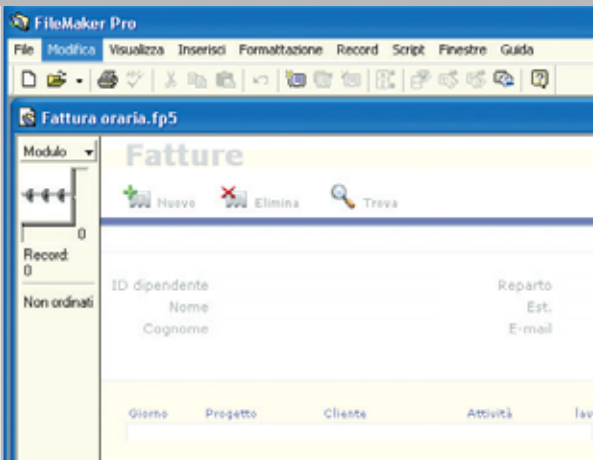 FileMaker Pro
File Modifica Visualizza Inserisci Formattazione Record Script Finestre Guida
Fattura oraria.fp5
Modulo
Fatture
Nuovo Elimina Trova
0
Record:
0
Non ordinati
ID dipendente Reparto
Nome Est.
Cognome E-mail
Giorno Progetto Cliente Attività lav